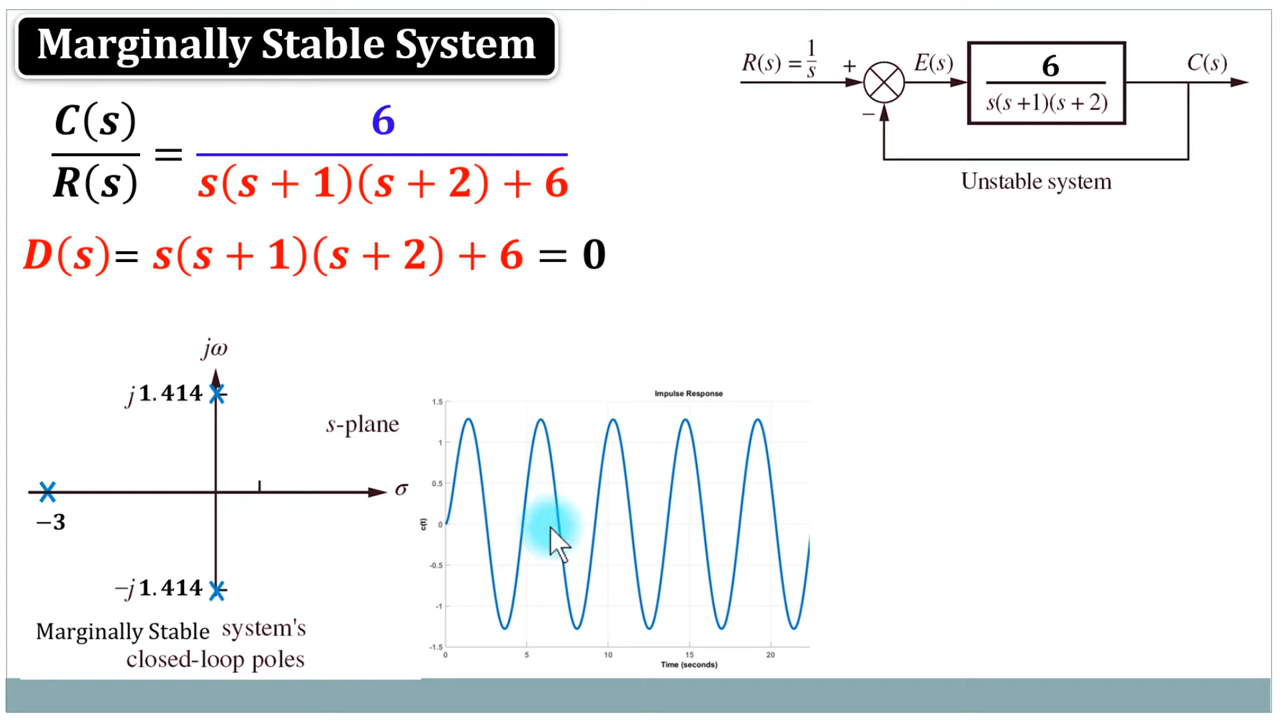 Marginally Stable System
C(s)/R(s) = 6/(s(s + 1)(s + 2) + 6)
D(s)= s(s + 1)(s + 2) + 6 = 0
R(s) = 1/s
+
E(s)
6/(s(s +1)(s + 2))
C(s)
−
Unstable system
jω
j 1.414
s-plane
σ
−3
−j 1.414
Marginally Stable system's
closed-loop poles
Impulse Response
1.5
1
0.5
0
-0.5
-1
-1.5
c(t)
0 5 10 15 20
Time (seconds)